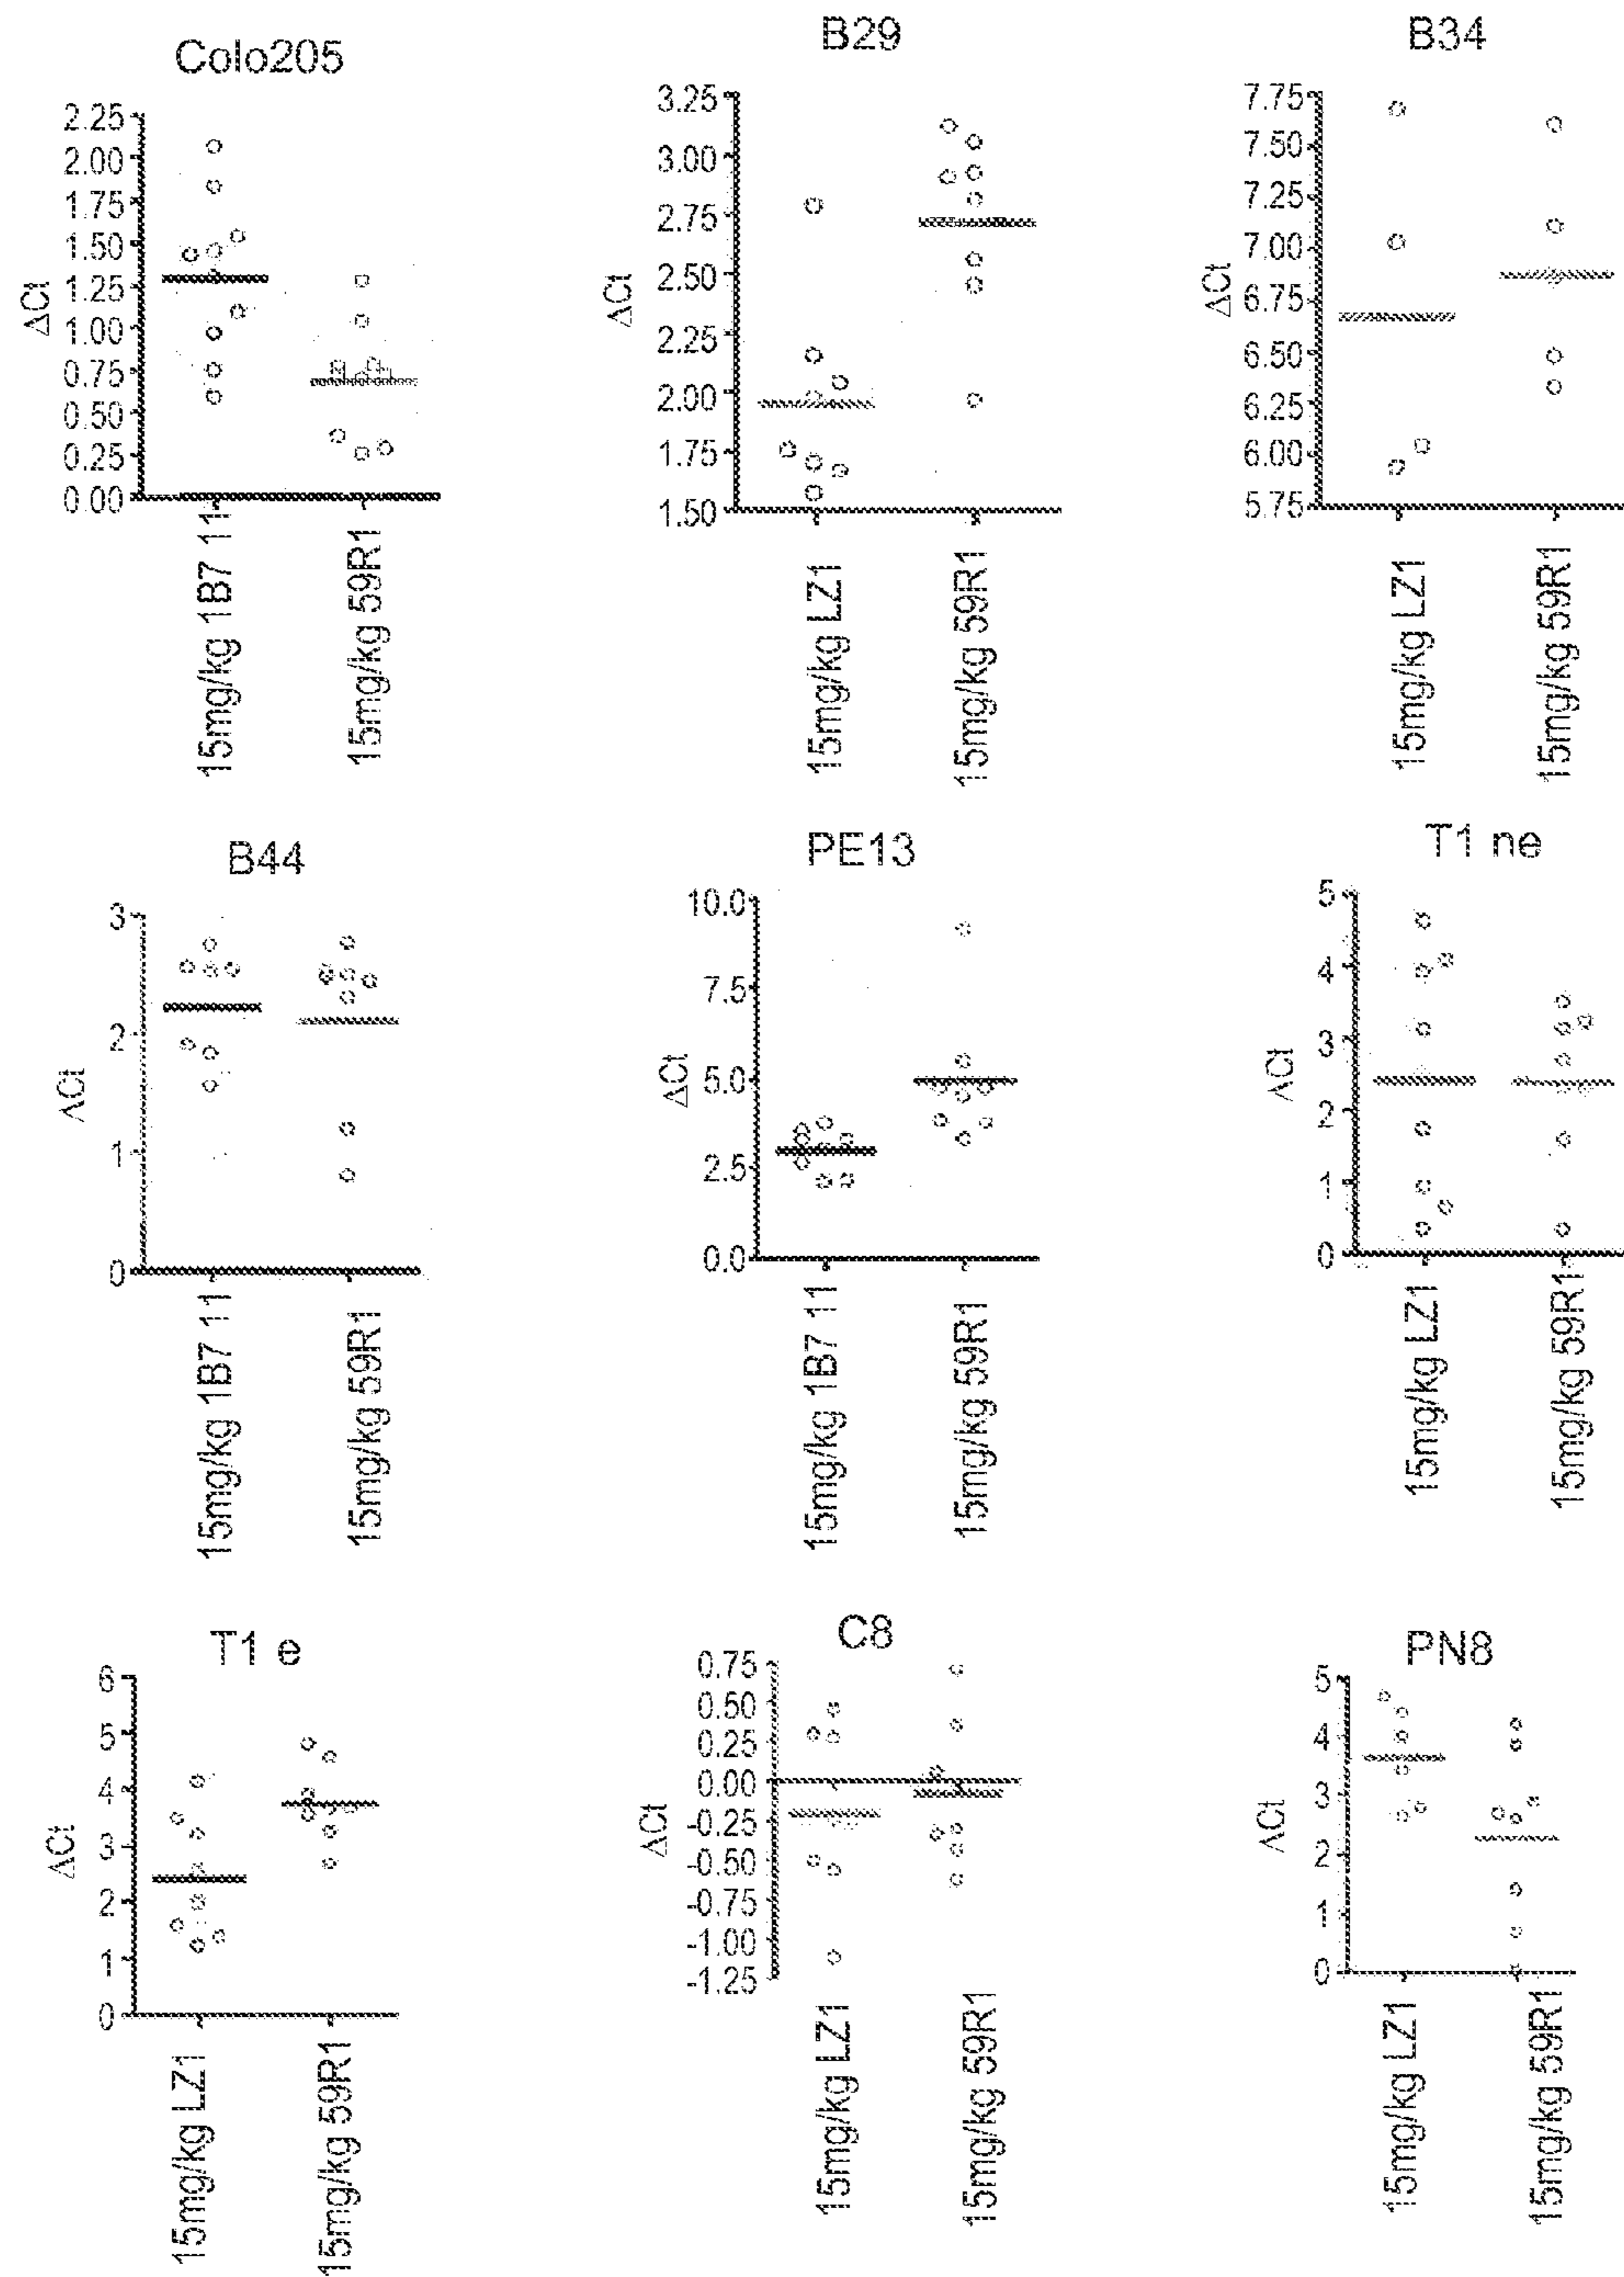 Colo205
ΔCt
2.25
2.00
1.75
1.50
1.25
1.00
0.75
0.50
0.25
0.00
15mg/kg 1B7 11
15mg/kg 59R1
B29
ΔCt
3.25
3.00
2.75
2.50
2.25
2.00
1.75
1.50
15mg/kg LZ1
15mg/kg 59R1
B34
ΔCt
7.75
7.50
7.25
7.00
6.75
6.50
6.25
6.00
5.75
15mg/kg LZ1
15mg/kg 59R1
B44
ΔCt
3
2
1
0
15mg/kg 1B7 11
15mg/kg 59R1
PE13
ΔCt
10.0
7.5
5.0
2.5
0.0
15mg/kg 1B7 11
15mg/kg 59R1
T1 ne
ΔCt
5
4
3
2
1
0
15mg/kg LZ1
15mg/kg 59R1
T1 e
ΔCt
6
5
4
3
2
1
0
15mg/kg LZ1
15mg/kg 59R1
C8
ΔCt
0.75
0.50
0.25
0.00
-0.25
-0.50
-0.75
-1.00
-1.25
15mg/kg LZ1
15mg/kg 59R1
PN8
ΔCt
5
4
3
2
1
0
15mg/kg LZ1
15mg/kg 59R1